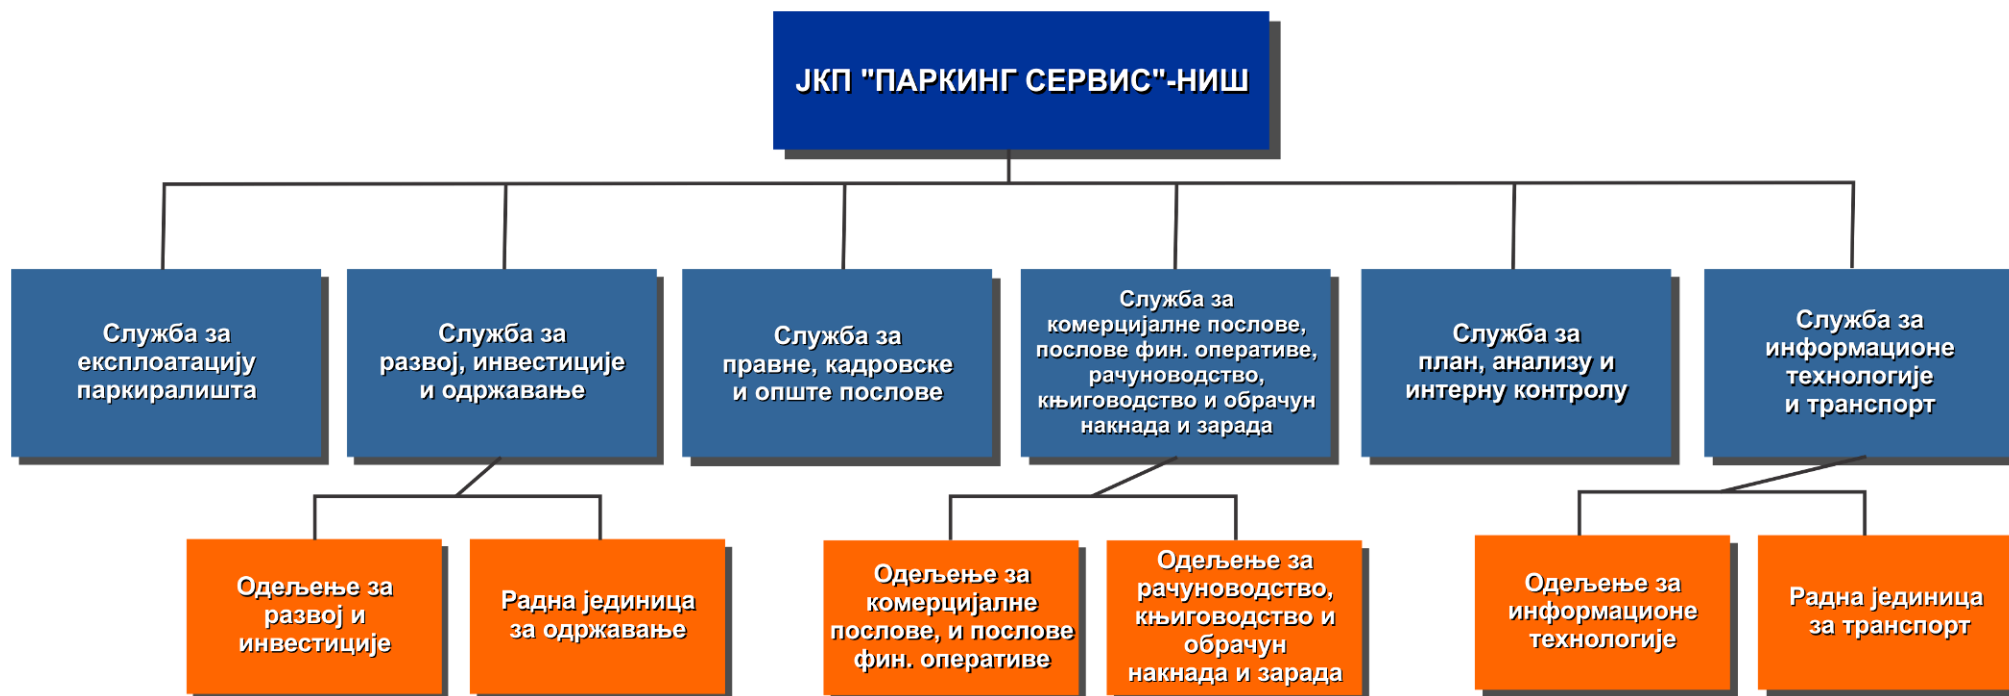 ЈКП "ПАРКИНГ СЕРВИС"-НИШ
Служба за
експлоатацију
паркиралишта
Служба за
развој, инвестиције
и одржавање
Служба за
правне, кадровске
и опште послове
Служба за
комерцијалне послове,
послове фин. оперативе,
рачуноводство,
књиговодство и обрачун
накнада и зарада
Служба за
план, анализу и
интерну контролу
Служба за
информационе
технологије
и транспорт
Одељење за
развој и
инвестиције
Радна јединица
за одржавање
Одељење за
комерцијалне
послове, и послове
фин. оперативе
Одељење за
рачуноводство,
књиговодство и
обрачун
накнада и зарада
Одељење за
информационе
технологије
Радна јединица
за транспорт